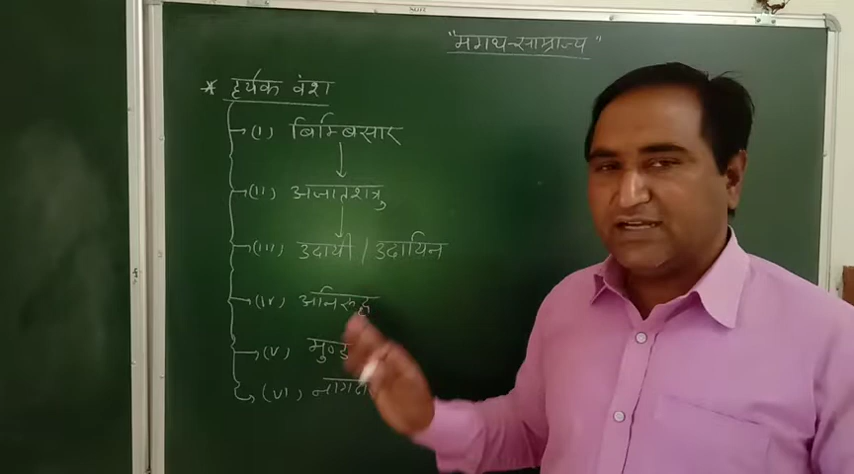 "मगध-साम्राज्य"
* हर्यक वंश
(I) बिम्बिसार
(II) अजातशत्रु
(III) उदायी / उदायिन
(IV) अनिरुद्ध
(V) मुण्ड
(VI)